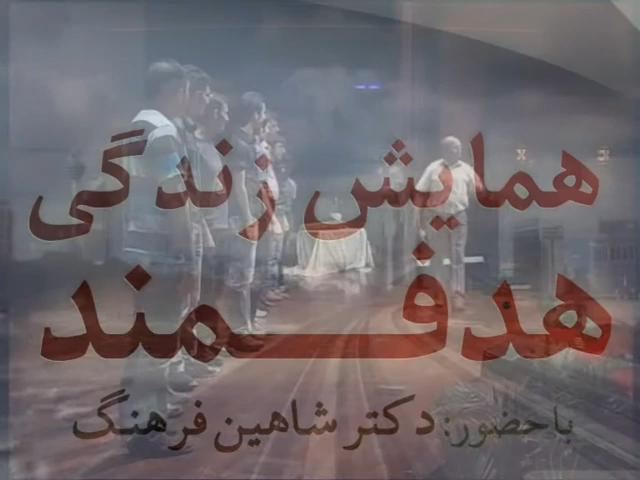 همایش زندگی
هدفمند
با حضور: دکتر شاهین فرهنگ